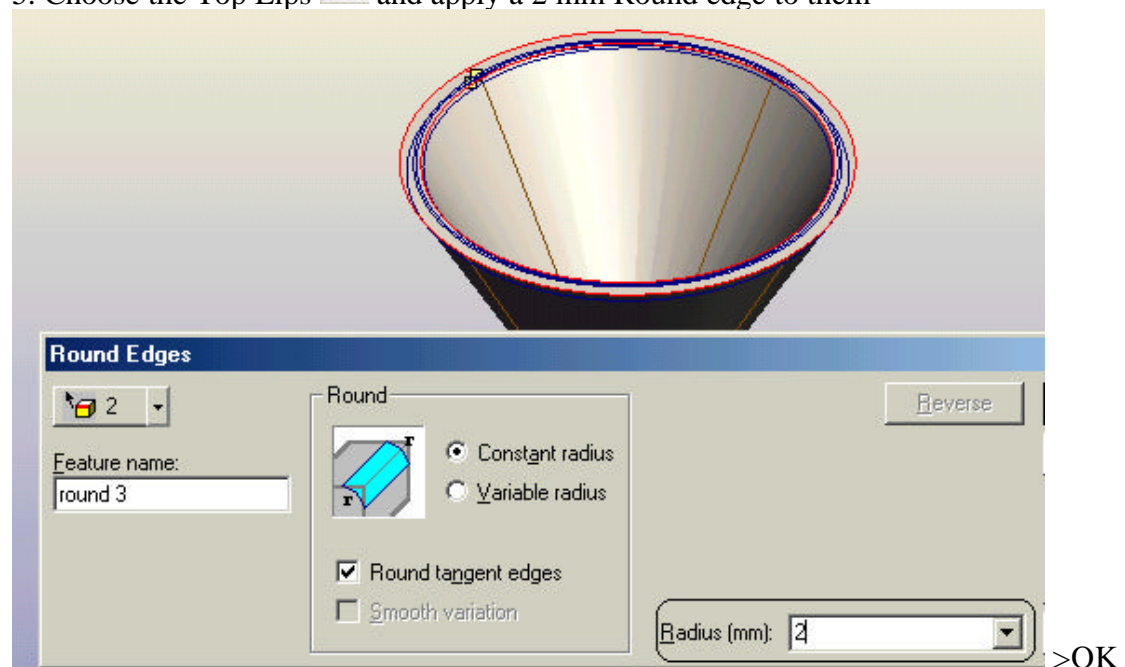 3. Choose the Top Lips and apply a 2 mm Round edge to them
Round Edges
2
Feature name:
round 3
Round
r
r
Constant radius
Variable radius
Round tangent edges
Smooth variation
Reverse
Radius (mm): 2
>OK